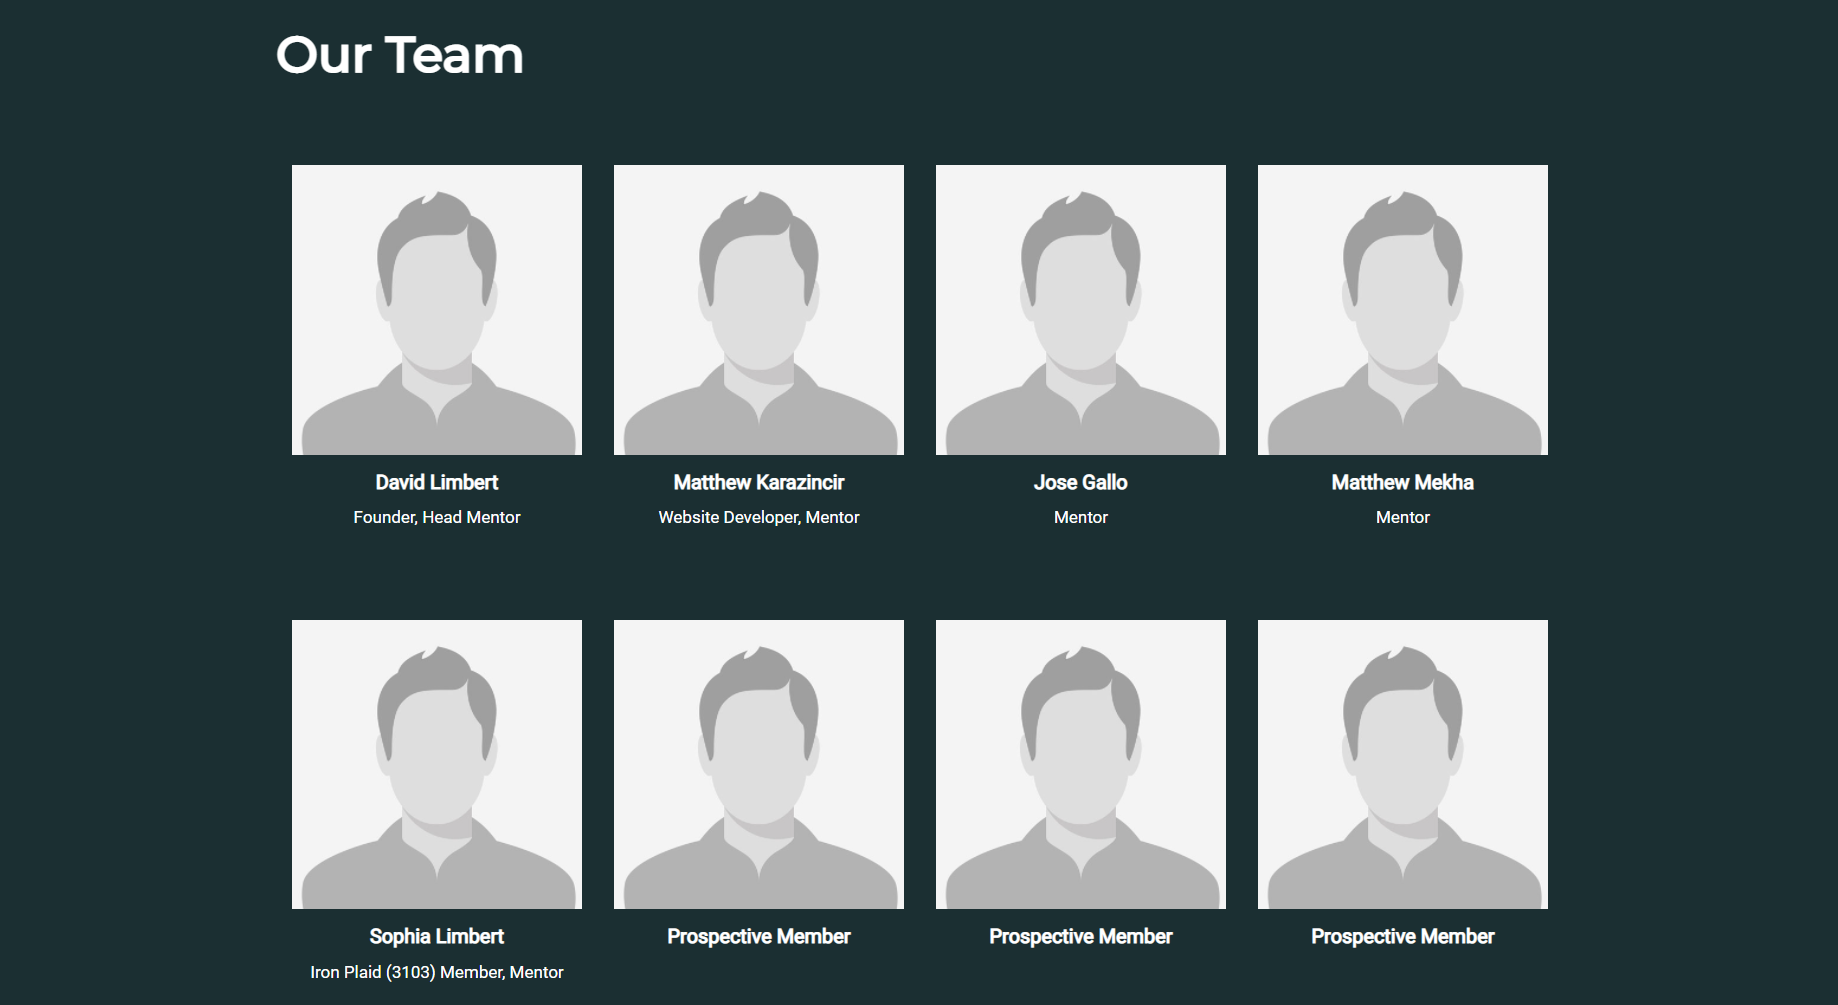 Our Team
David Limbert
Founder, Head Mentor
Matthew Karazincir
Website Developer, Mentor
Jose Gallo
Mentor
Matthew Mekha
Mentor
Sophia Limbert
Iron Plaid (3103) Member, Mentor
Prospective Member
Prospective Member
Prospective Member